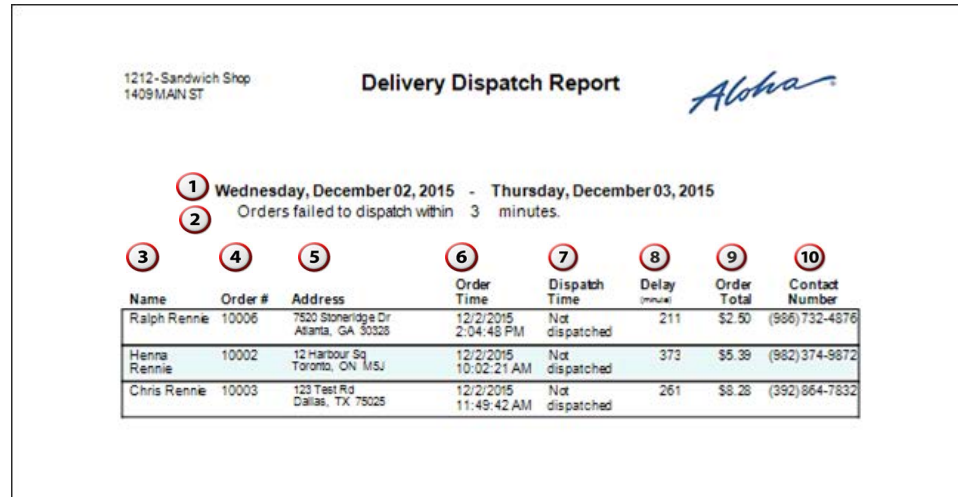 1212-Sandwich Shop
1409 MAIN ST
Delivery Dispatch Report
Aloha
1 Wednesday, December 02, 2015 - Thursday, December 03, 2015
2 Orders failed to dispatch within 3 minutes.
3 4 5 6 7 8 9 10
Order Dispatch Delay Order Contact
Name Order # Address Time Time (minute) Total Number
Ralph Rennie 10006 7520 Stoneridge Dr 12/2/2015 Not 211 $2.50 (986)732-4876
Atlanta, GA 30328 2:04:48 PM dispatched
Henna 10002 12 Harbour Sq 12/2/2015 Not 373 $5.39 (982)374-9872
Rennie Toronto, ON M5J 10:02:21 AM dispatched
Chris Rennie 10003 123 Test Rd 12/2/2015 Not 261 $8.28 (392)864-7832
Dallas, TX 75025 11:49:42 AM dispatched